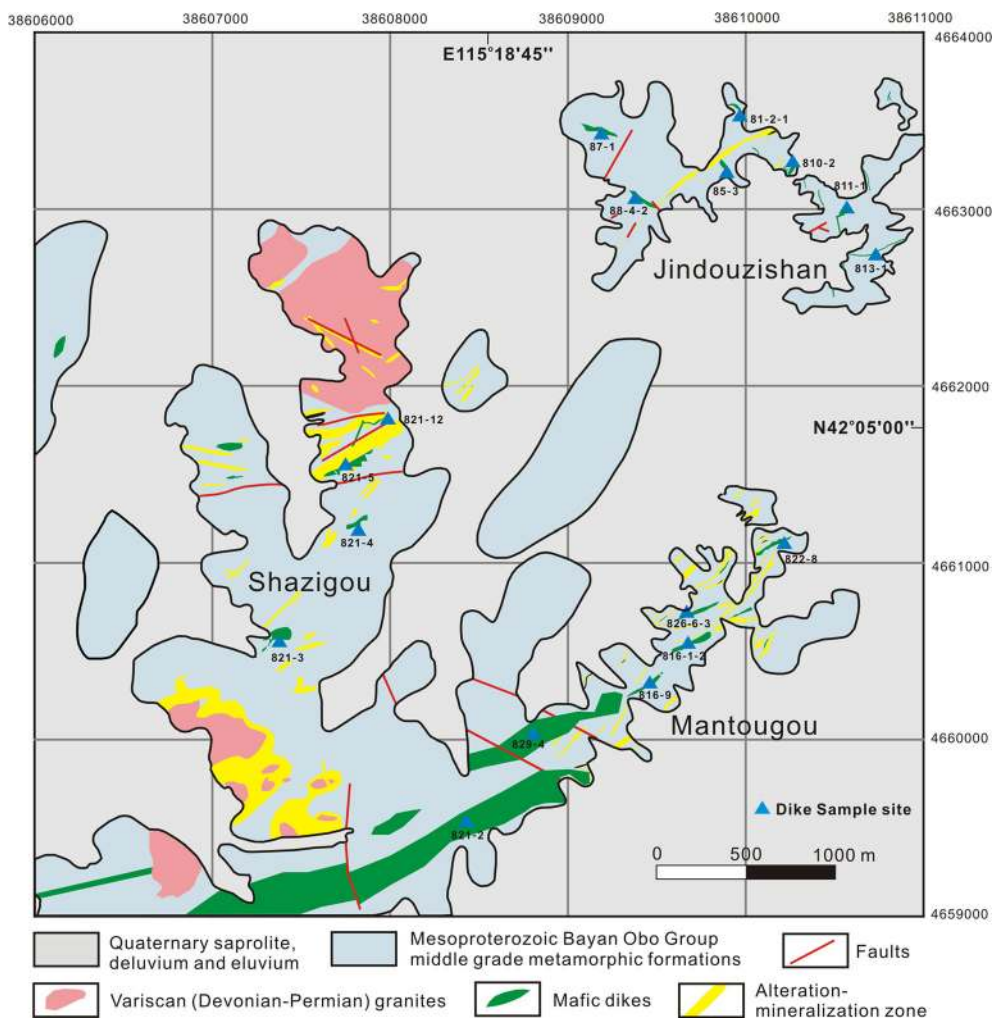 38606000 38607000 38608000 38609000 38610000 38611000
4664000
E115°18'45''
81-2-1
87-1
810-2
85-3
811-1
88-4-2
4663000
Jindouzishan
813-1
4662000
821-12
N42°05'00''
821-5
821-4
822-8
4661000
Shazigou
826-6-3
821-3
816-1-2
816-9
Mantougou
829-4
4660000
Dike Sample site
821-2
0 500 1000 m
4659000
Quaternary saprolite,
deluvium and eluvium
Mesoproterozoic Bayan Obo Group
middle grade metamorphic formations
Faults
Variscan (Devonian-Permian) granites
Mafic dikes
Alteration-
mineralization zone